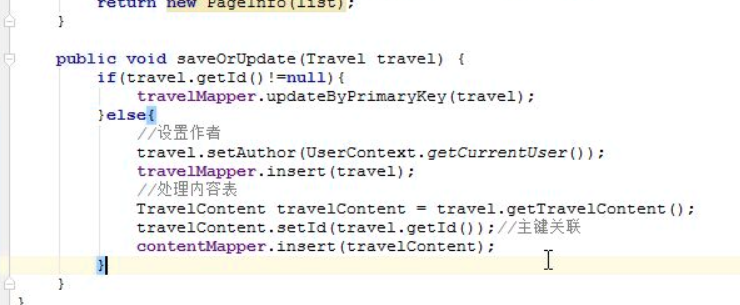 return new PageInfo(list);
}
public void saveOrUpdate(Travel travel) {
if(travel.getId()!=null){
travelMapper.updateByPrimaryKey(travel);
}else{
//设置作者
travel.setAuthor(UserContext.getCurrentUser());
travelMapper.insert(travel);
//处理内容表
TravelContent travelContent = travel.getTravelContent();
travelContent.setId(travel.getId());//主键关联
contentMapper.insert(travelContent);
}
}
}